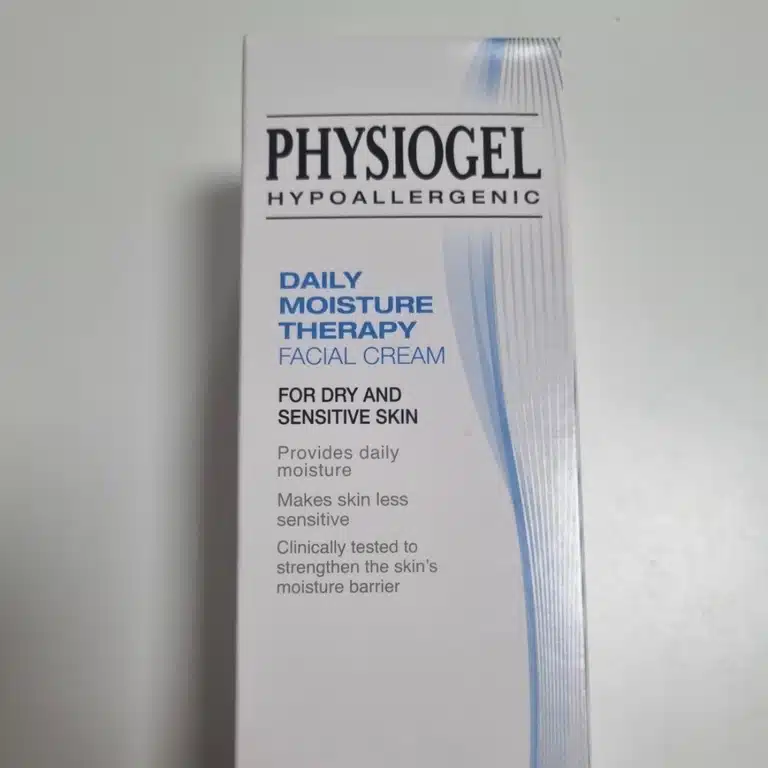 PHYSIOGEL
HYPOALLERGENIC
DAILY
MOISTURE
THERAPY
FACIAL CREAM
FOR DRY AND
SENSITIVE SKIN
Provides daily
moisture
Makes skin less
sensitive
Clinically tested to
strengthen the skin's
moisture barrier